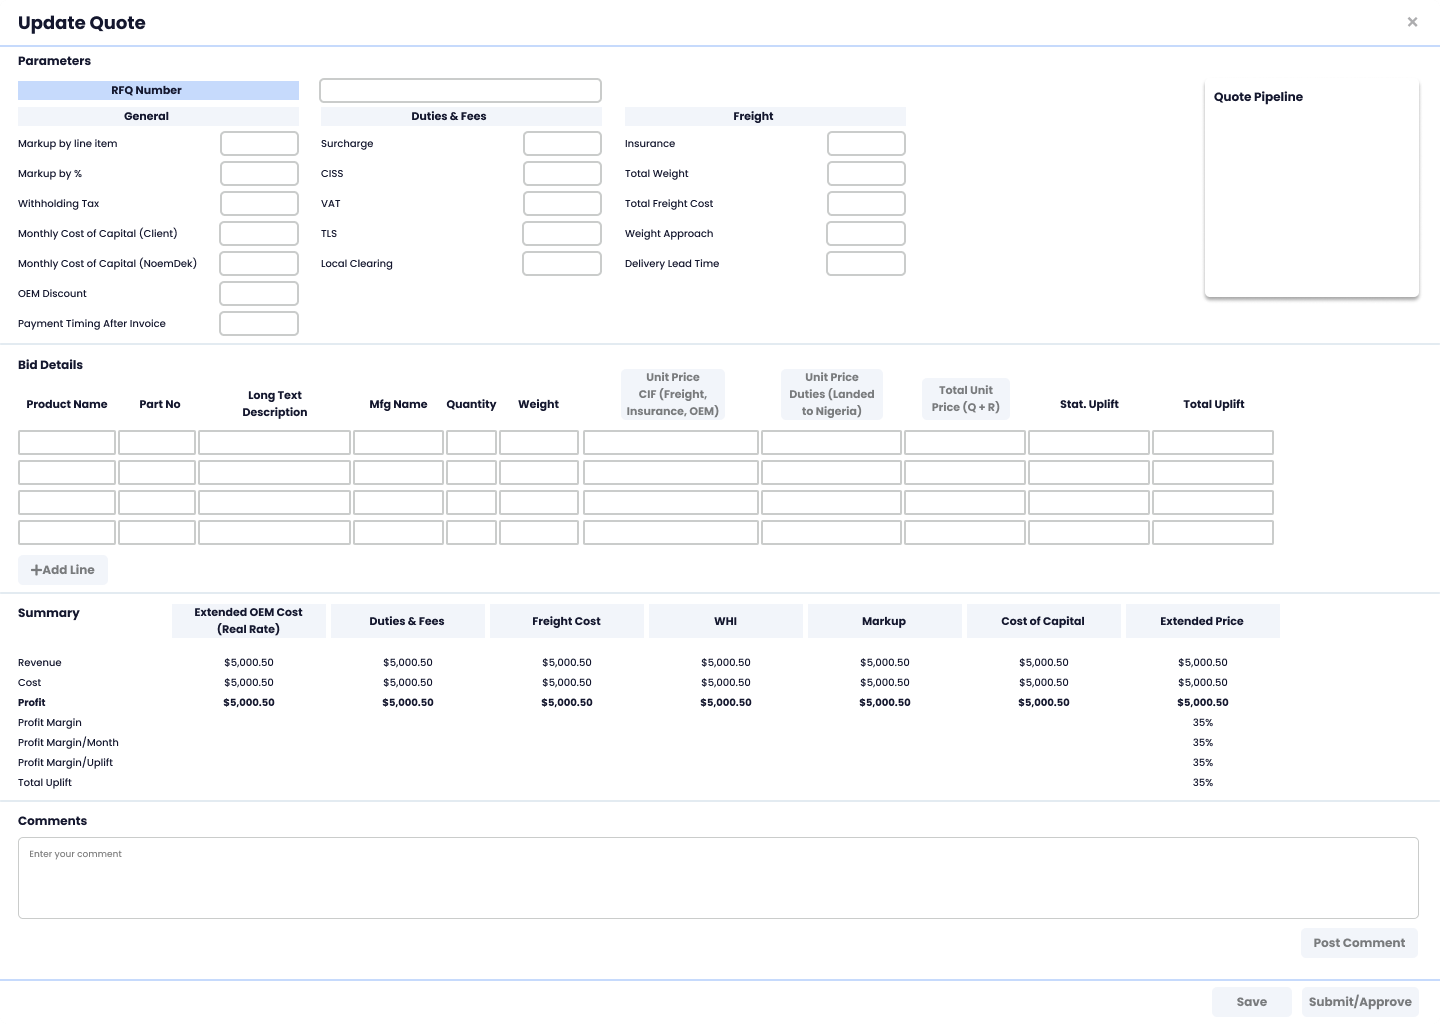 Update Quote
×
Parameters
RFQ Number
Quote Pipeline
General
Duties & Fees
Freight
Markup by line item
Surcharge
Insurance
Markup by %
CISS
Total Weight
Withholding Tax
VAT
Total Freight Cost
Monthly Cost of Capital (Client)
TLS
Weight Approach
Monthly Cost of Capital (NoemDek)
Local Clearing
Delivery Lead Time
OEM Discount
Payment Timing After Invoice
Bid Details
Product Name
Part No
Long Text
Description
Mfg Name
Quantity
Weight
Unit Price
CIF (Freight,
Insurance, OEM)
Unit Price
Duties (Landed
to Nigeria)
Total Unit
Price (Q + R)
Stat. Uplift
Total Uplift
+Add Line
Summary
Extended OEM Cost
(Real Rate)
Duties & Fees
Freight Cost
WHI
Markup
Cost of Capital
Extended Price
Revenue $5,000.50 $5,000.50 $5,000.50 $5,000.50 $5,000.50 $5,000.50 $5,000.50
Cost $5,000.50 $5,000.50 $5,000.50 $5,000.50 $5,000.50 $5,000.50 $5,000.50
Profit $5,000.50 $5,000.50 $5,000.50 $5,000.50 $5,000.50 $5,000.50 $5,000.50
Profit Margin 35%
Profit Margin/Month 35%
Profit Margin/Uplift 35%
Total Uplift 35%
Comments
Enter your comment
Post Comment
Save
Submit/Approve